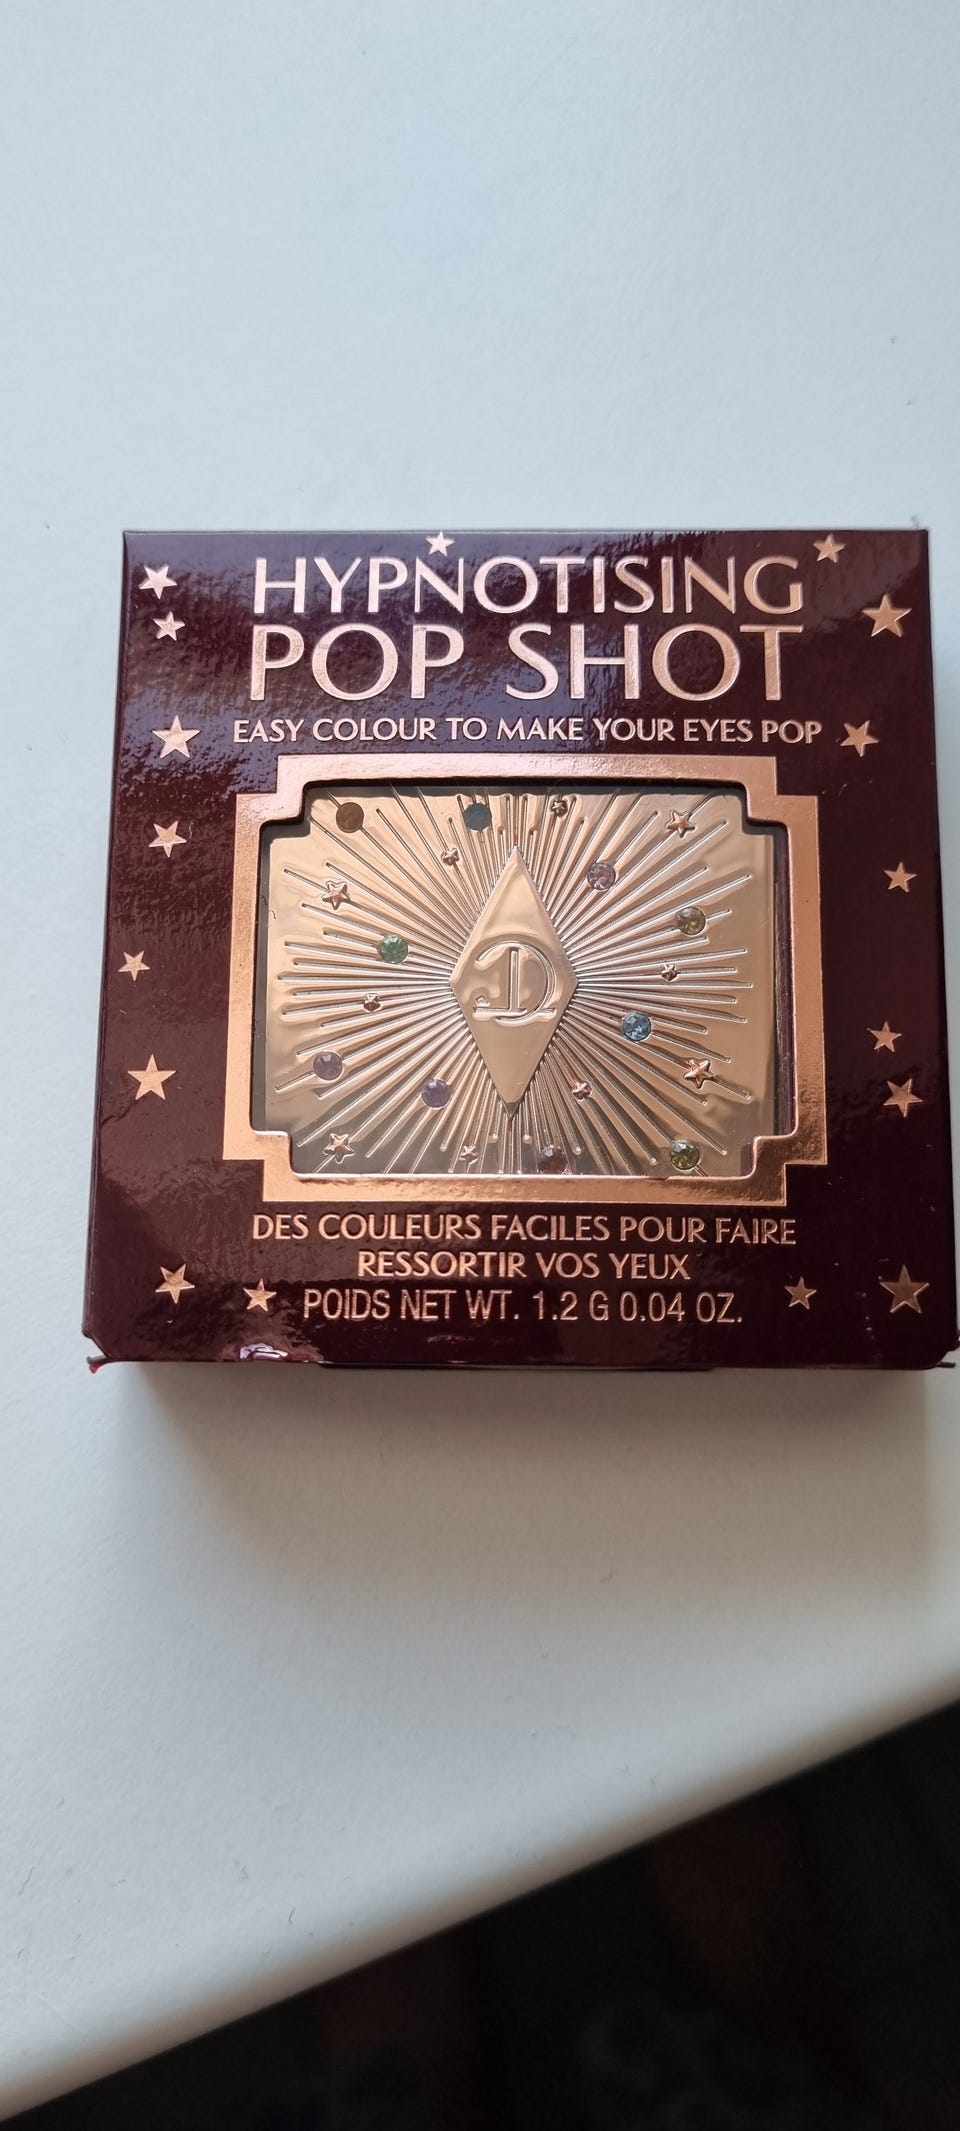 HYPNOTISING
POP SHOT
EASY COLOUR TO MAKE YOUR EYES POP
DES COULEURS FACILES POUR FAIRE
RESSORTIR VOS YEUX
POIDS NET WT. 1.2 G 0.04 OZ.